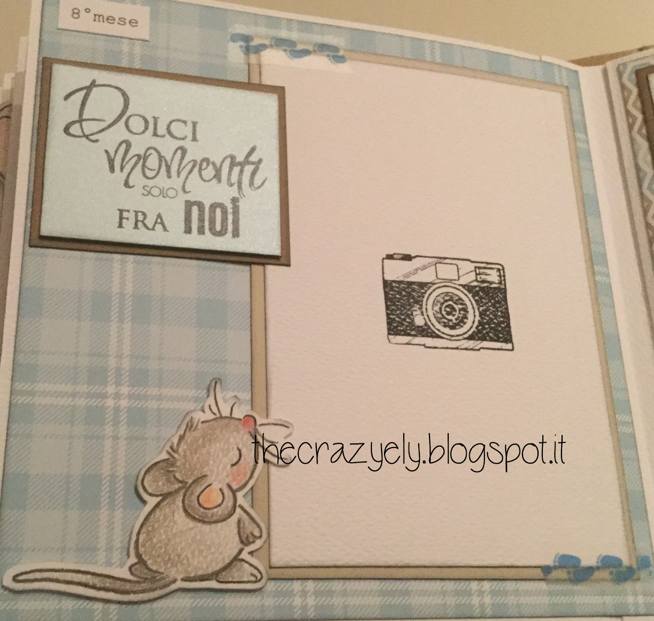 8°mese
DOLCI
momenti
SOLO
FRA noi
thecrazyely.blogspot.it